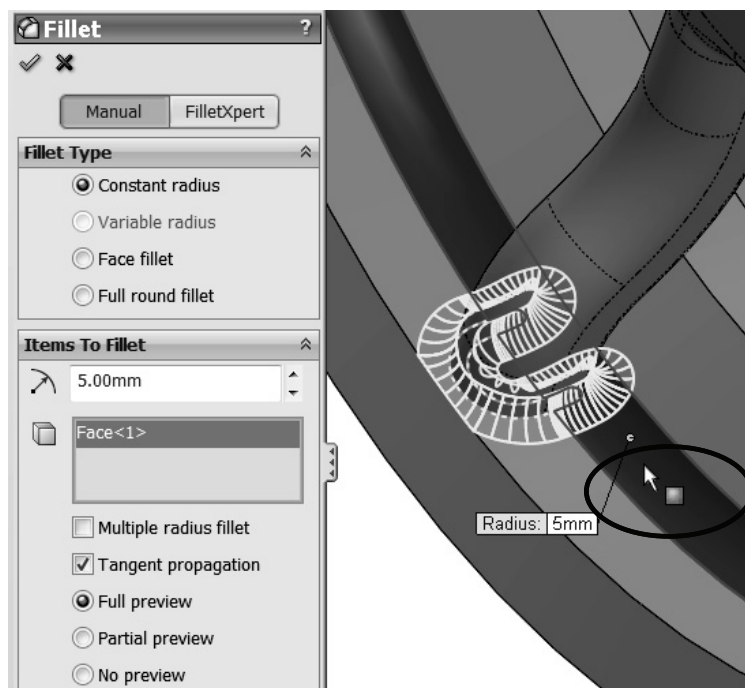 Fillet ?
Manual FilletXpert
Fillet Type
Constant radius
Variable radius
Face fillet
Full round fillet
Items To Fillet
5.00mm
Face<1>
Multiple radius fillet
Tangent propagation
Full preview
Partial preview
No preview
Radius: 5mm